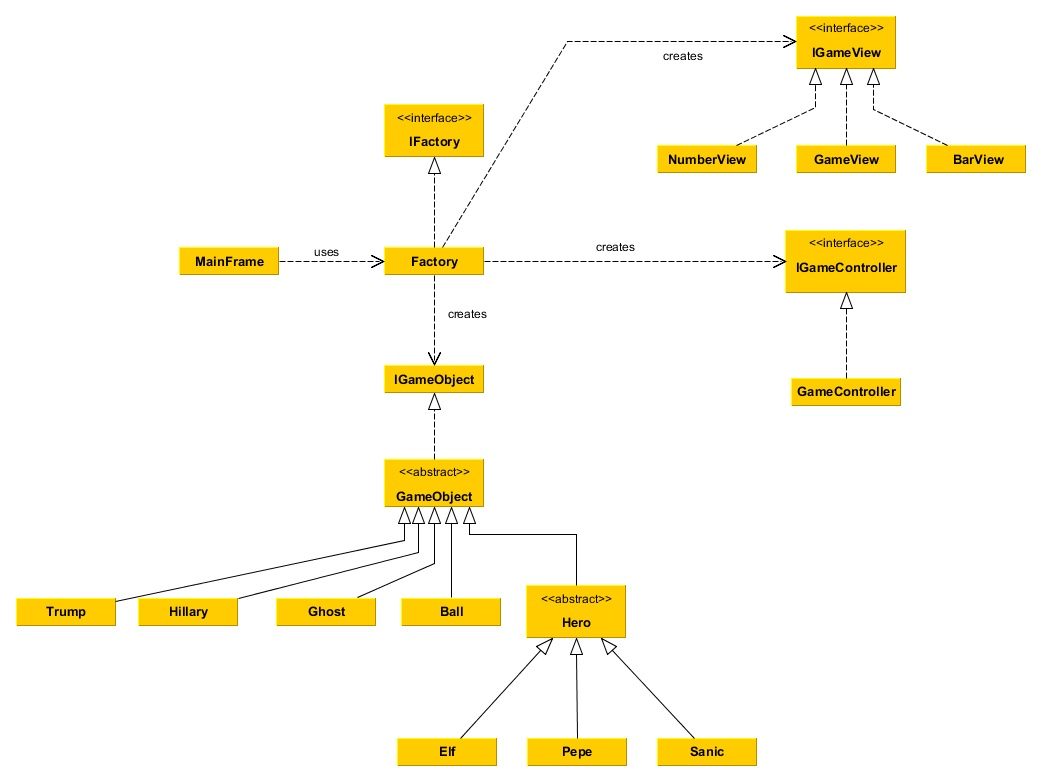 <<interface>>
IGameView
creates
<<interface>>
IFactory
NumberView
GameView
BarView
<<interface>>
IGameController
uses
creates
MainFrame
Factory
creates
IGameObject
GameController
<<abstract>>
GameObject
Trump
Hillary
Ghost
Ball
<<abstract>>
Hero
Elf
Pepe
Sanic